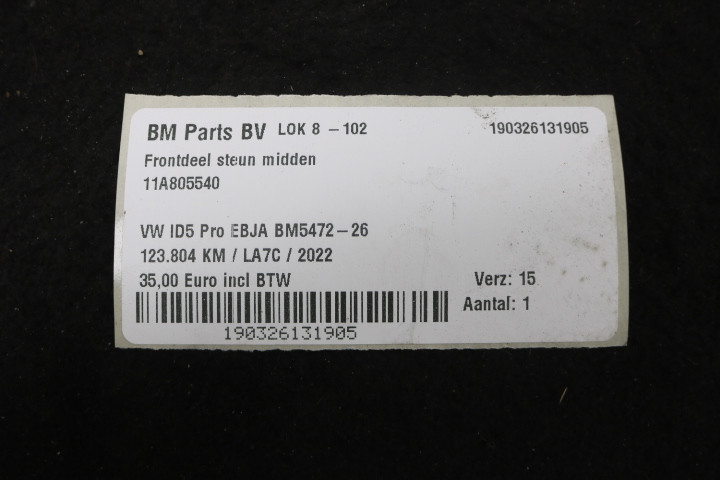 BM Parts BV LOK 8 - 102 190326131905
Frontdeel steun midden
11A805540
VW ID5 Pro EBJA BM5472-26
123.804 KM / LA7C / 2022
35,00 Euro incl BTW Verz: 15
Aantal: 1
190326131905